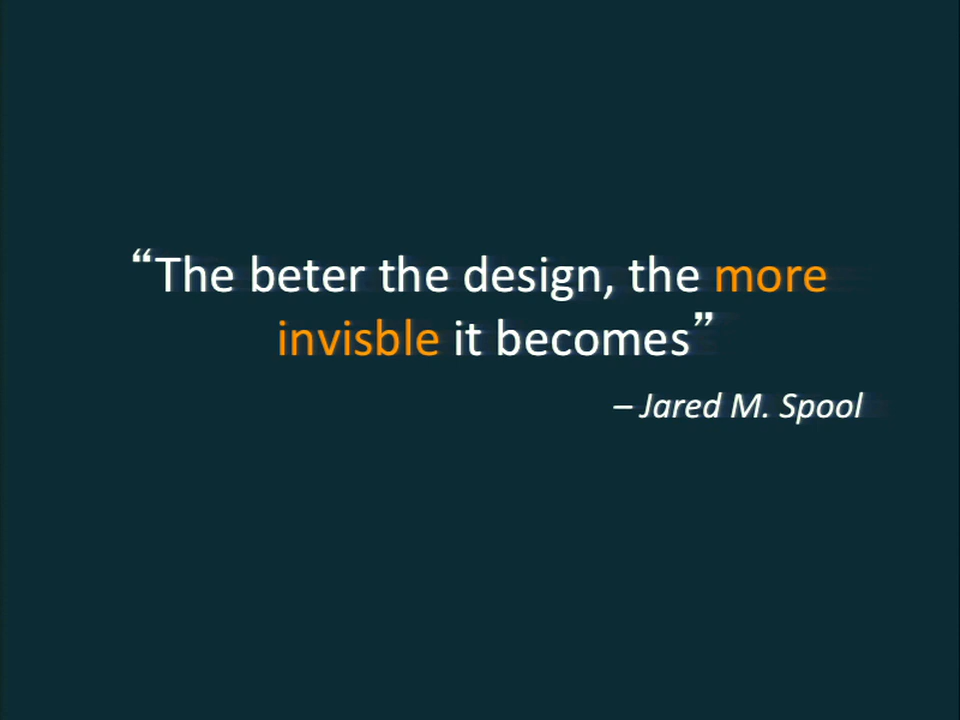 “The beter the design, the more
invisble it becomes”
– Jared M. Spool